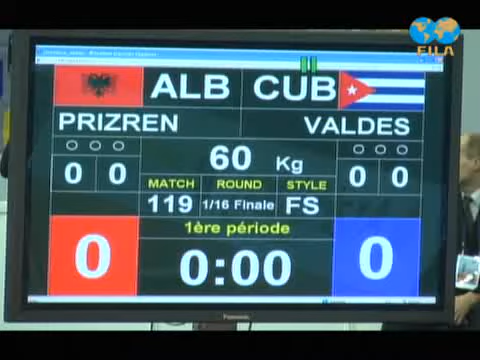 FILA
ALB CUB
PRIZREN VALDES
0 0 60 Kg 0 0
MATCH ROUND STYLE
119 1/16 Finale FS
1ère période
0 0:00 0
Panasonic